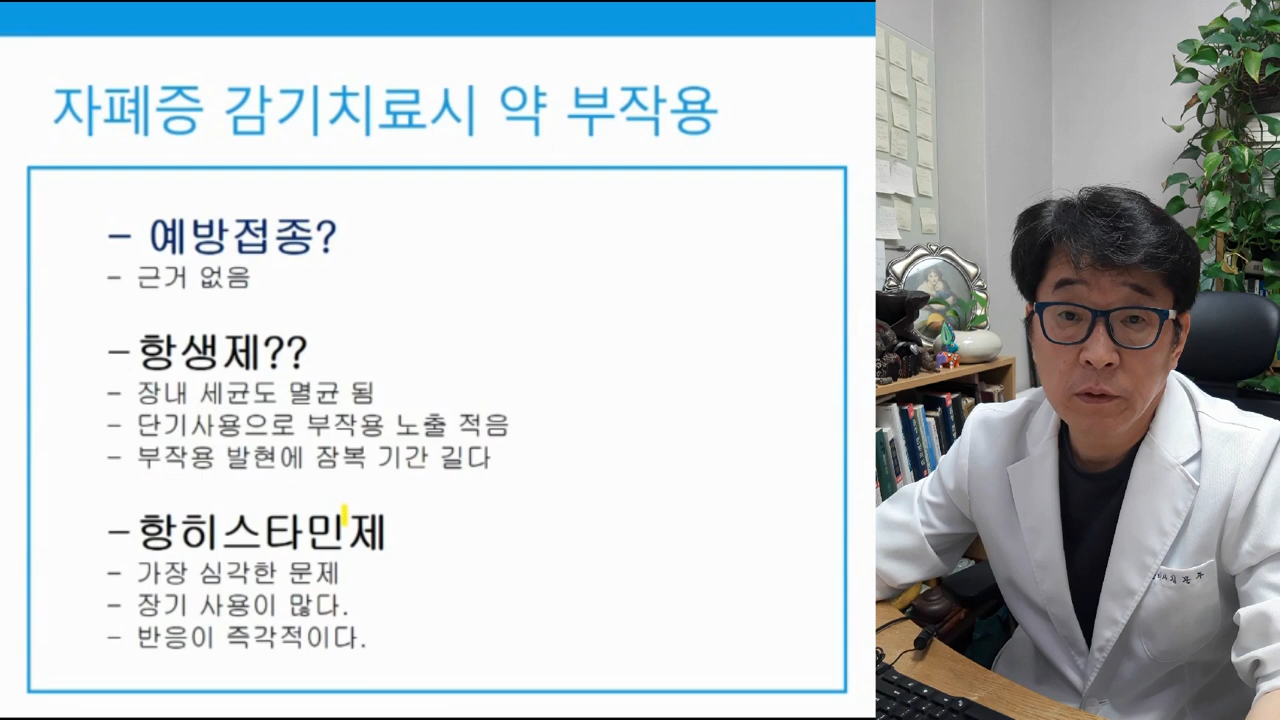 자폐증 감기치료시 약 부작용
- 예방접종?
- 근거 없음
-항생제??
- 장내 세균도 멸균 됨
- 단기사용으로 부작용 노출 적음
- 부작용 발현에 잠복 기간 길다
-항히스타민제
- 가장 심각한 문제
- 장기 사용이 많다.
- 반응이 즉각적이다.